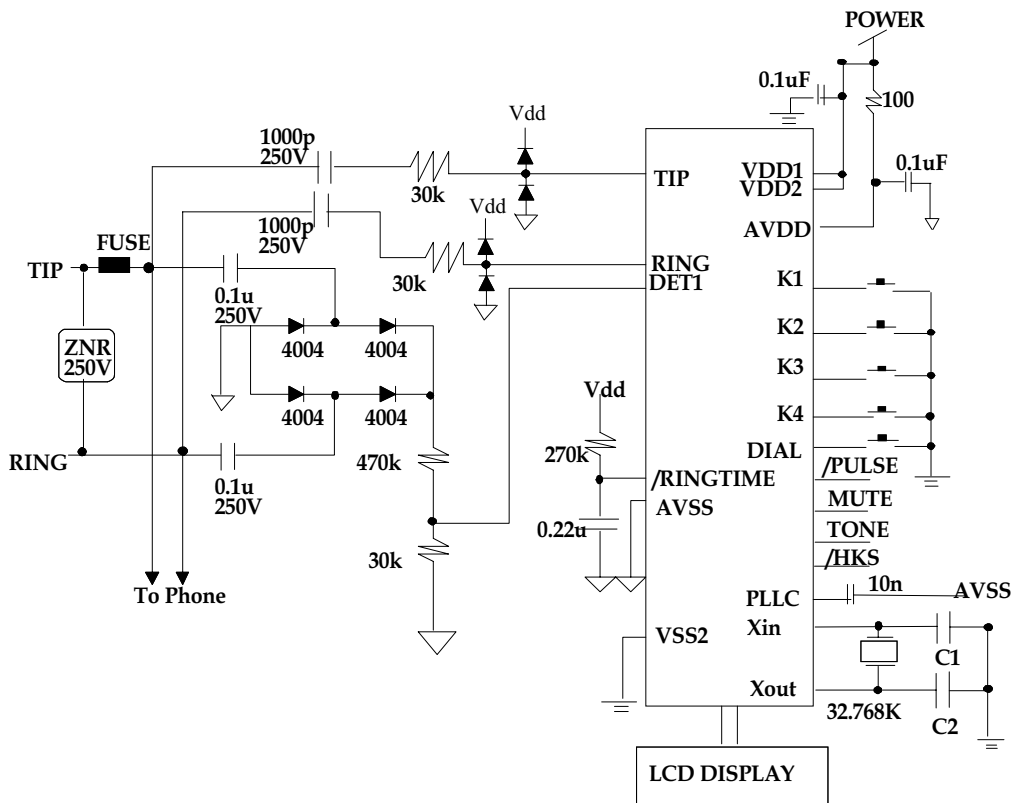 POWER
0.1uF
100
Vdd
1000p
250V
30k
TIP
VDD1
VDD2
0.1uF
Vdd
1000p
250V
30k
AVDD
FUSE
TIP
RING
DET1
0.1u
250V
K1
ZNR
250V
4004
4004
K2
4004
4004
K3
Vdd
K4
RING
0.1u
250V
470k
270k
DIAL
/RINGTIME
/PULSE
AVSS
MUTE
0.22u
TONE
30k
/HKS
To Phone
10n
PLLC
AVSS
VSS2
Xin
C1
Xout
32.768K
C2
LCD DISPLAY